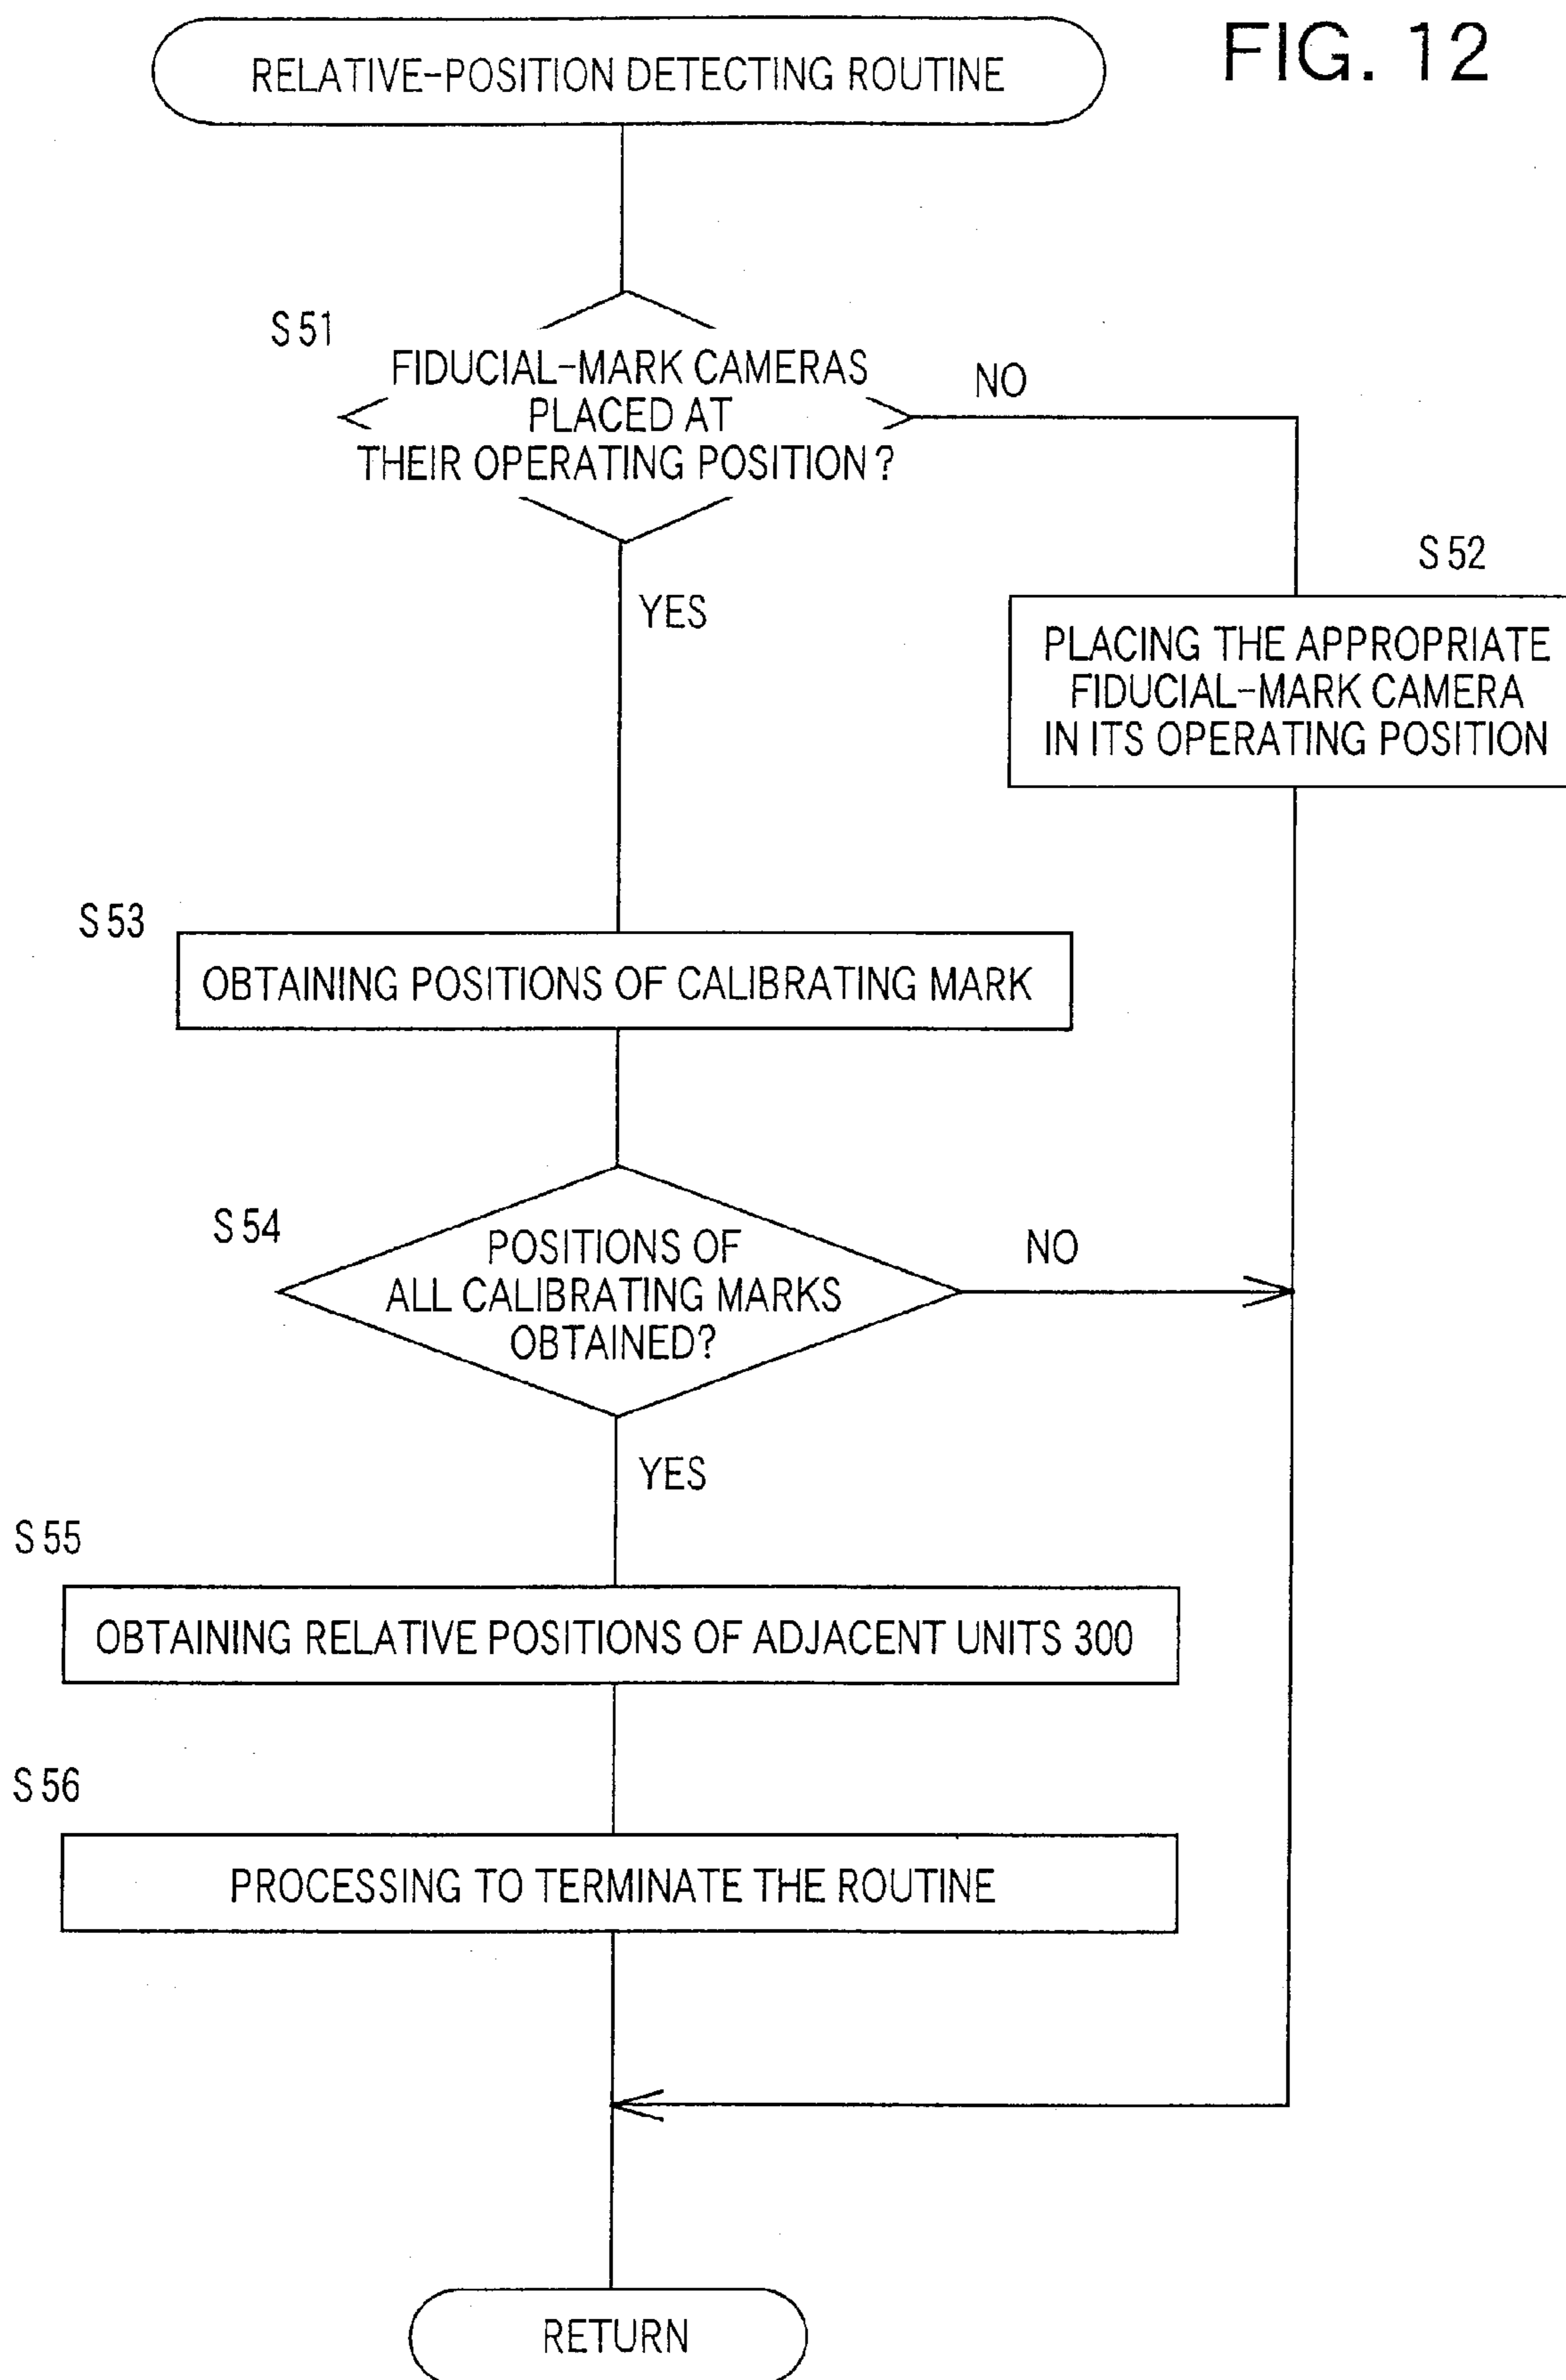 FIG. 12
RELATIVE-POSITION DETECTING ROUTINE
S51
FIDUCIAL-MARK CAMERAS
PLACED AT
THEIR OPERATING POSITION?
NO
YES
S52
PLACING THE APPROPRIATE
FIDUCIAL-MARK CAMERA
IN ITS OPERATING POSITION
S53
OBTAINING POSITIONS OF CALIBRATING MARK
S54
POSITIONS OF
ALL CALIBRATING MARKS
OBTAINED?
NO
YES
S55
OBTAINING RELATIVE POSITIONS OF ADJACENT UNITS 300
S56
PROCESSING TO TERMINATE THE ROUTINE
RETURN